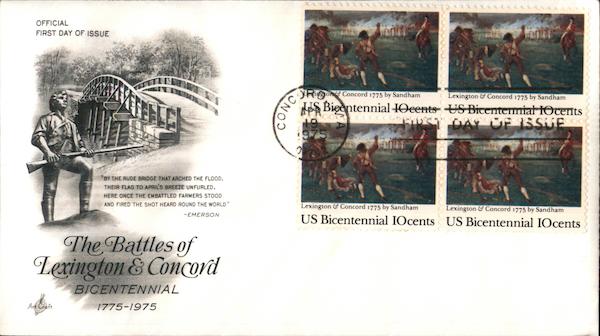 OFFICIAL
FIRST DAY OF ISSUE
"BY THE RUDE BRIDGE THAT ARCHED THE FLOOD,
THEIR FLAG TO APRIL'S BREEZE UNFURLED,
HERE ONCE THE EMBATTLED FARMERS STOOD
AND FIRED THE SHOT HEARD ROUND THE WORLD"
-EMERSON
The Battles of
Lexington & Concord
BICENTENNIAL
1775-1975
ArtCraft
Lexington & Concord 1775 by Sandham
US Bicentennial 10cents
Lexington & Concord 1775 by Sandham
US Bicentennial 10cents
CONCORD, MA
APR
19
1975
FIRST DAY OF ISSUE
Lexington & Concord 1775 by Sandham
US Bicentennial 10cents
Lexington & Concord 1775 by Sandham
US Bicentennial 10cents